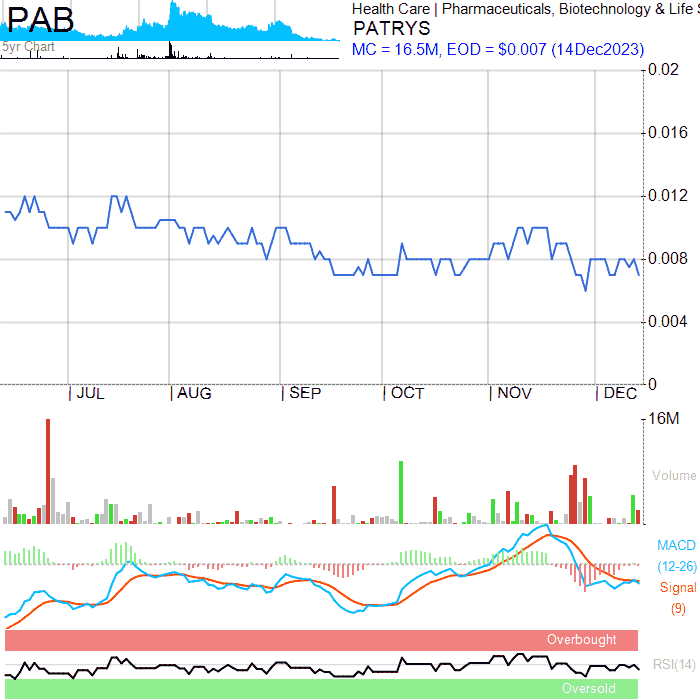 PAB
5yr Chart
Health Care | Pharmaceuticals, Biotechnology & Life S
PATRYS
MC = 16.5M, EOD = $0.007 (14Dec2023)
0.02
0.016
0.012
0.008
0.004
0
JUL AUG SEP OCT NOV DEC
16M
Volume
MACD
(12-26)
Signal
(9)
Overbought
RSI(14)
Oversold